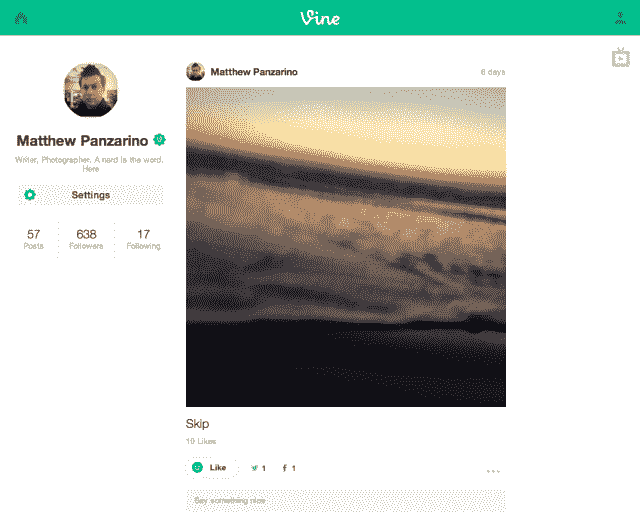 Vine
Matthew Panzarino
Writer, Photographer. A nerd is the word.
Here
Settings
57
Posts
638
Followers
17
Following
Matthew Panzarino
6 days
Skip
19 Likes
Like
1
1
...
Say something nice